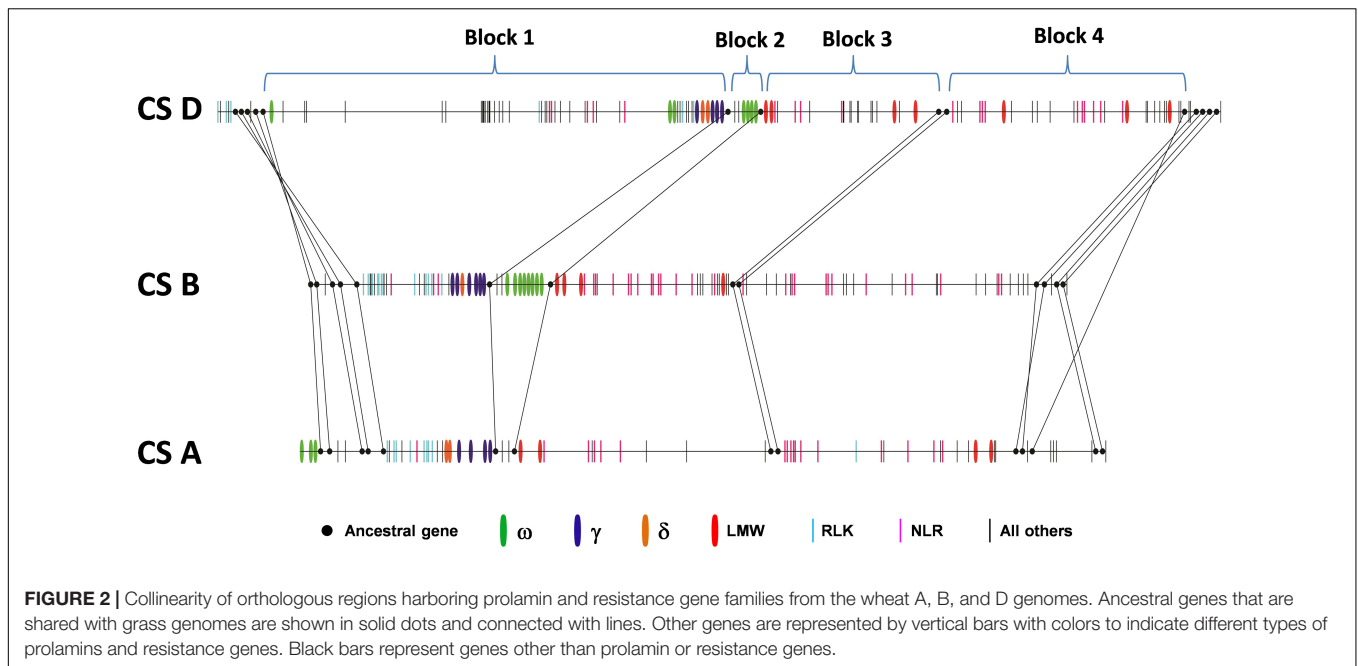 Block 1
Block 2
Block 3
Block 4
CS D
CS B
CS A
Ancestral gene
ω
γ
δ
LMW
RLK
NLR
All others
FIGURE 2 | Collinearity of orthologous regions harboring prolamin and resistance gene families from the wheat A, B, and D genomes. Ancestral genes that are
shared with grass genomes are shown in solid dots and connected with lines. Other genes are represented by vertical bars with colors to indicate different types of
prolamins and resistance genes. Black bars represent genes other than prolamin or resistance genes.